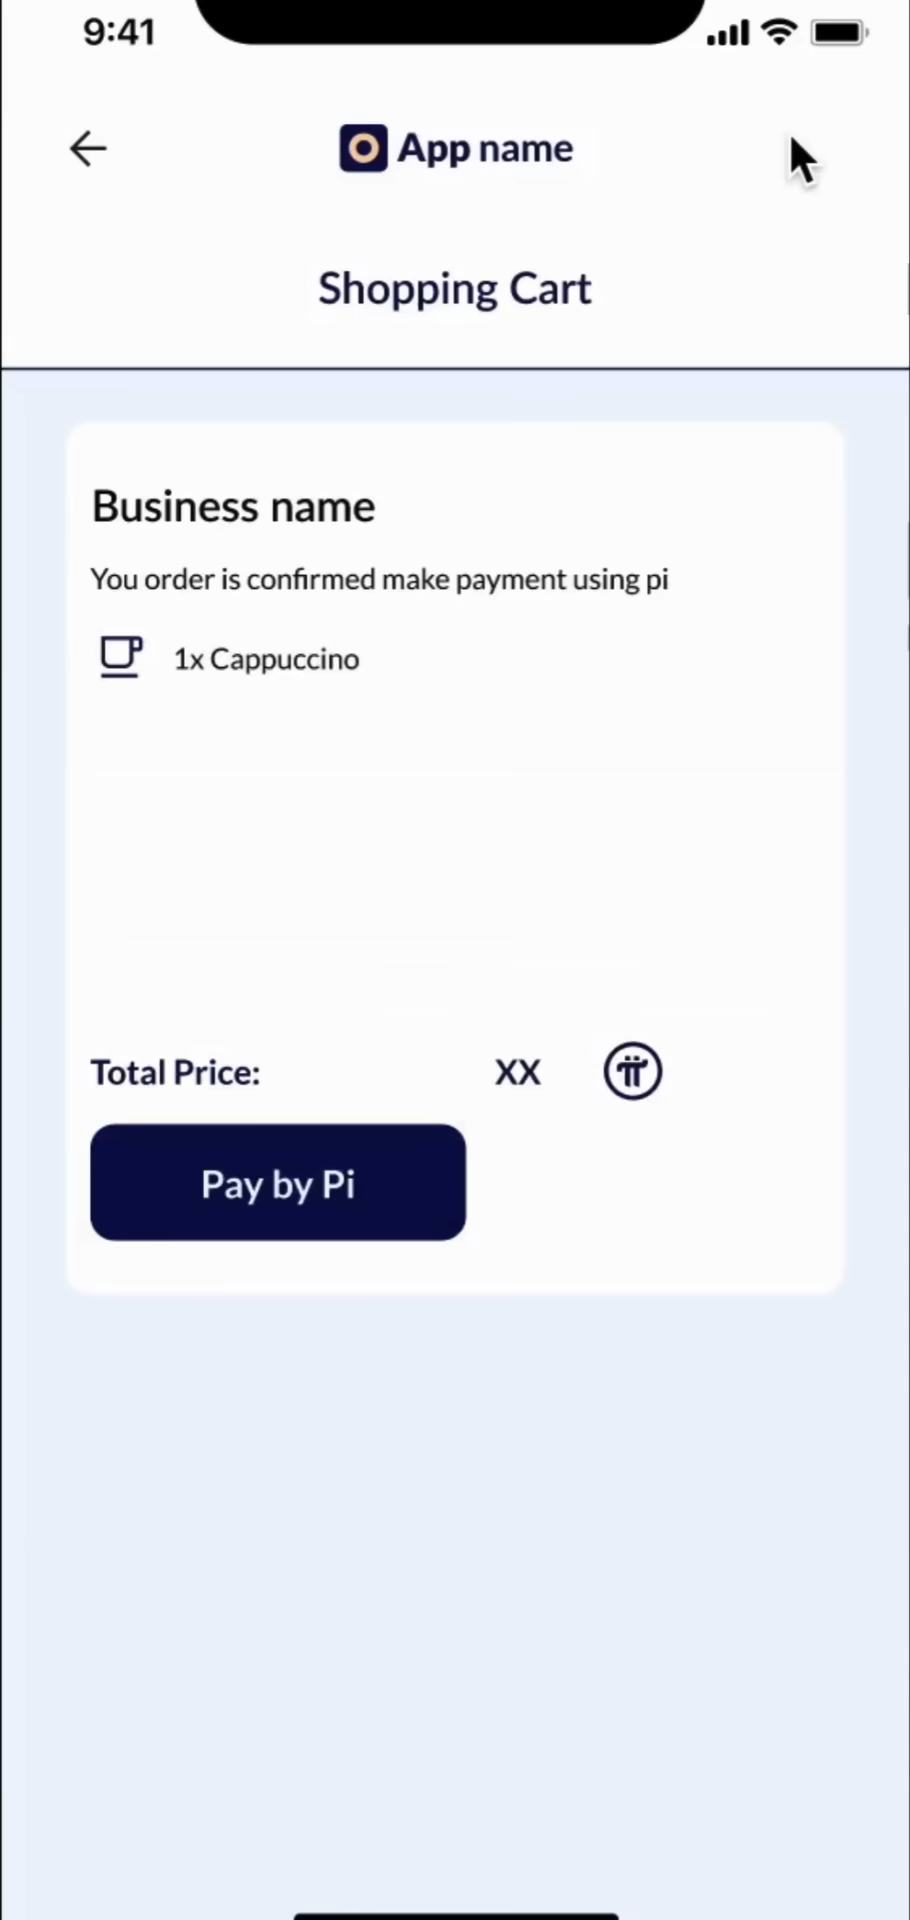 9:41
App name
Shopping Cart
Business name
You order is confirmed make payment using pi
1x Cappuccino
Total Price: XX
Pay by Pi